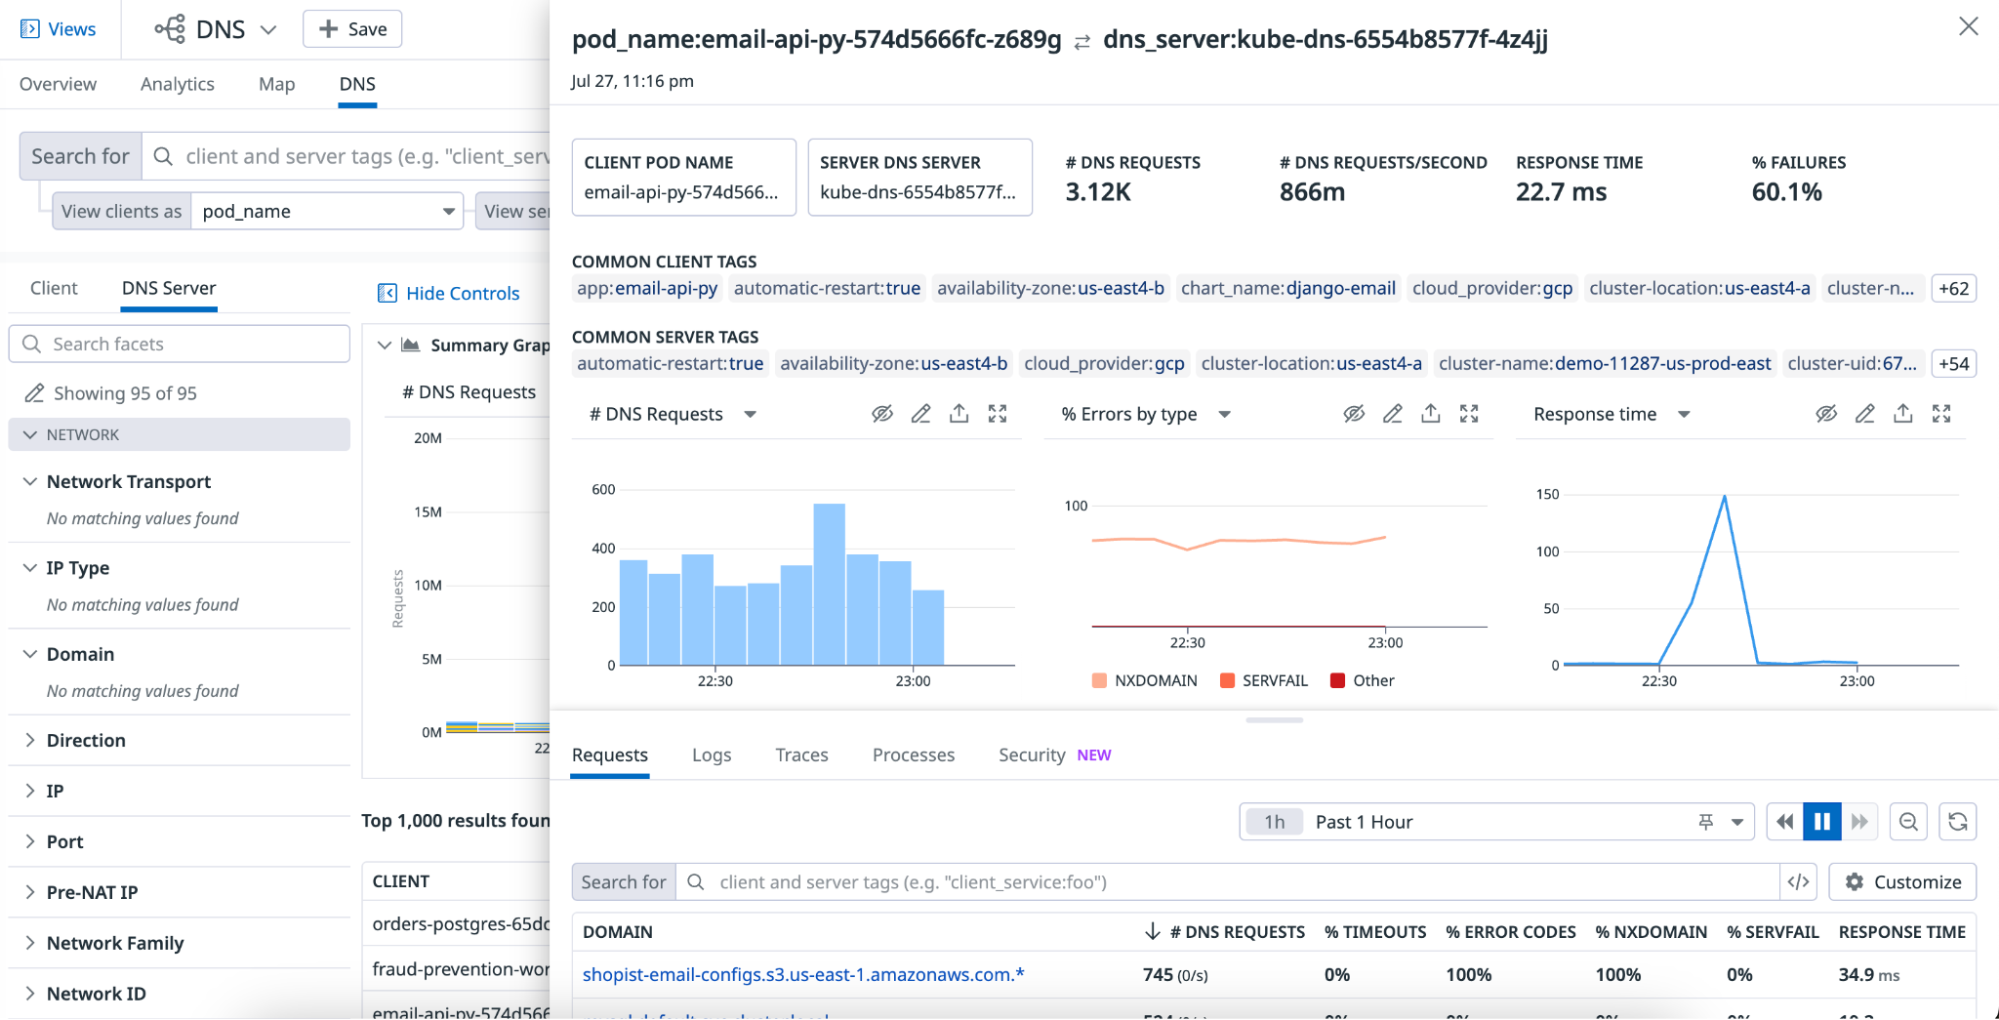 Views
DNS
Save
pod_name:email-api-py-574d5666fc-z689g ⇄ dns_server:kube-dns-6554b8577f-4z4jj
Jul 27, 11:16 pm
Overview
Analytics
Map
DNS
Search for
client and server tags (e.g. "client_serv
View clients as
pod_name
View ser
CLIENT POD NAME
email-api-py-574d566...
SERVER DNS SERVER
kube-dns-6554b8577f...
# DNS REQUESTS
3.12K
# DNS REQUESTS/SECOND
866m
RESPONSE TIME
22.7 ms
% FAILURES
60.1%
COMMON CLIENT TAGS
app:email-api-py automatic-restart:true availability-zone:us-east4-b chart_name:django-email cloud_provider:gcp cluster-location:us-east4-a cluster-n... +62
COMMON SERVER TAGS
automatic-restart:true availability-zone:us-east4-b cloud_provider:gcp cluster-location:us-east4-a cluster-name:demo-11287-us-prod-east cluster-uid:67... +54
Client
DNS Server
Search facets
Showing 95 of 95
NETWORK
Network Transport
No matching values found
IP Type
No matching values found
Domain
No matching values found
Direction
IP
Port
Pre-NAT IP
Network Family
Network ID
Hide Controls
Summary Grap
# DNS Requests
20M
15M
10M
5M
0M
Requests
22
Top 1,000 results foun
CLIENT
orders-postgres-65dc
fraud-prevention-wor
email-api-py-574d566
# DNS Requests
600
400
200
0
22:30
23:00
% Errors by type
100
22:30
23:00
NXDOMAIN
SERVFAIL
Other
Response time
150
100
50
0
22:30
23:00
Requests
Logs
Traces
Processes
Security NEW
1h Past 1 Hour
Search for
client and server tags (e.g. "client_service:foo")
</>
Customize
DOMAIN ↓ # DNS REQUESTS % TIMEOUTS % ERROR CODES % NXDOMAIN % SERVFAIL RESPONSE TIME
shopist-email-configs.s3.us-east-1.amazonaws.com.* 745 (0/s) 0% 100% 100% 0% 34.9 ms